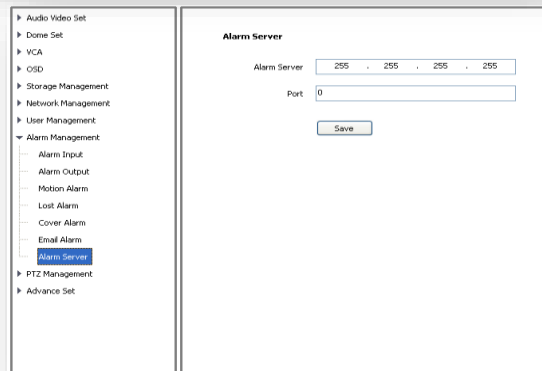 Audio Video Set
Dome Set
VCA
OSD
Storage Management
Network Management
User Management
Alarm Management
Alarm Input
Alarm Output
Motion Alarm
Lost Alarm
Cover Alarm
Email Alarm
Alarm Server
PTZ Management
Advance Set
Alarm Server
Alarm Server 255 . 255 . 255 . 255
Port 0
Save